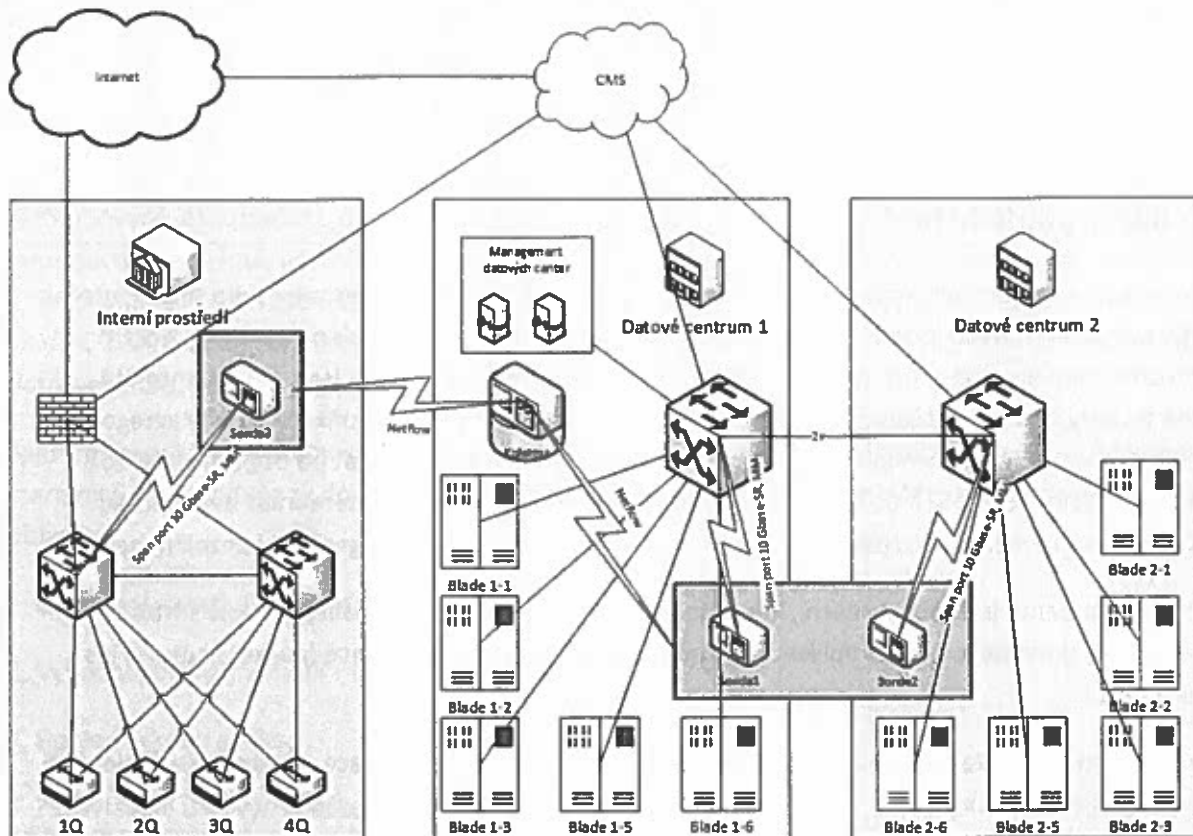 Internet
CMS
Management
datových center
Interní prostředí
Datové centrum 1
Datové centrum 2
Netflow
Span port 10 Gbase-SR, MM
2x
Netflow
Span port 10 Gbase-SR, MM
Span port 10 Gbase-SR, MM
Blade 1-1
Blade 2-1
Sonda1
Sonda2
Blade 1-2
Blade 2-2
1Q
2Q
3Q
4Q
Blade 1-3
Blade 1-5
Blade 1-6
Blade 2-6
Blade 2-5
Blade 2-3